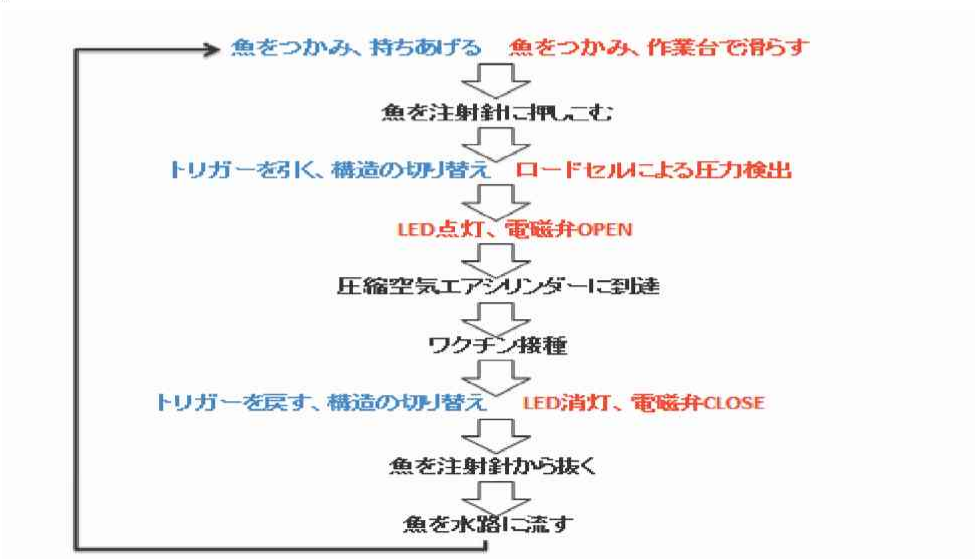 魚をつかみ、持ちあげる 魚をつかみ、作業台で滑らす
魚を注射針に押しこむ
トリガーを引く、構造の切り替え ロードセルによる圧力検出
LED点灯、電磁弁OPEN
圧縮空気エアシリンダーに到達
ワクチン接種
トリガーを戻す、構造の切り替え LED消灯、電磁弁CLOSE
魚を注射針から抜く
魚を水路に流す